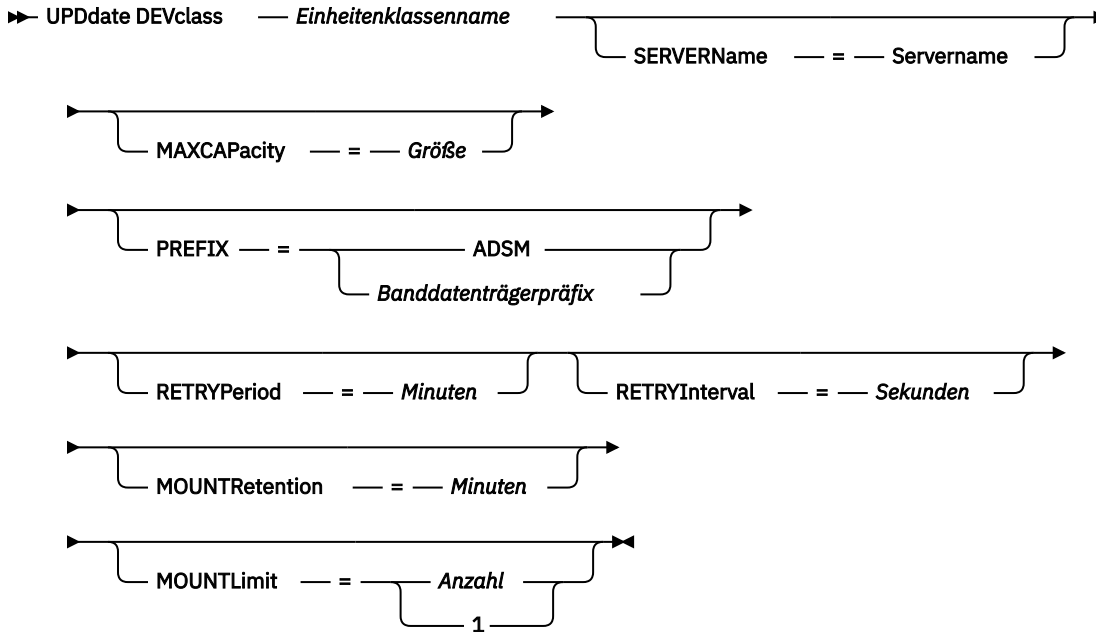 UPDdate DEVclass — Einheitenklassenname
SERVERName — = — Servername
MAXCAPacity — = — Größe
PREFIX — = — ADSM
Banddatenträgerpräfix
RETRYPeriod — = — Minuten RETRYInterval — = — Sekunden
MOUNTRetention — = — Minuten
MOUNTLimit — = — Anzahl
1